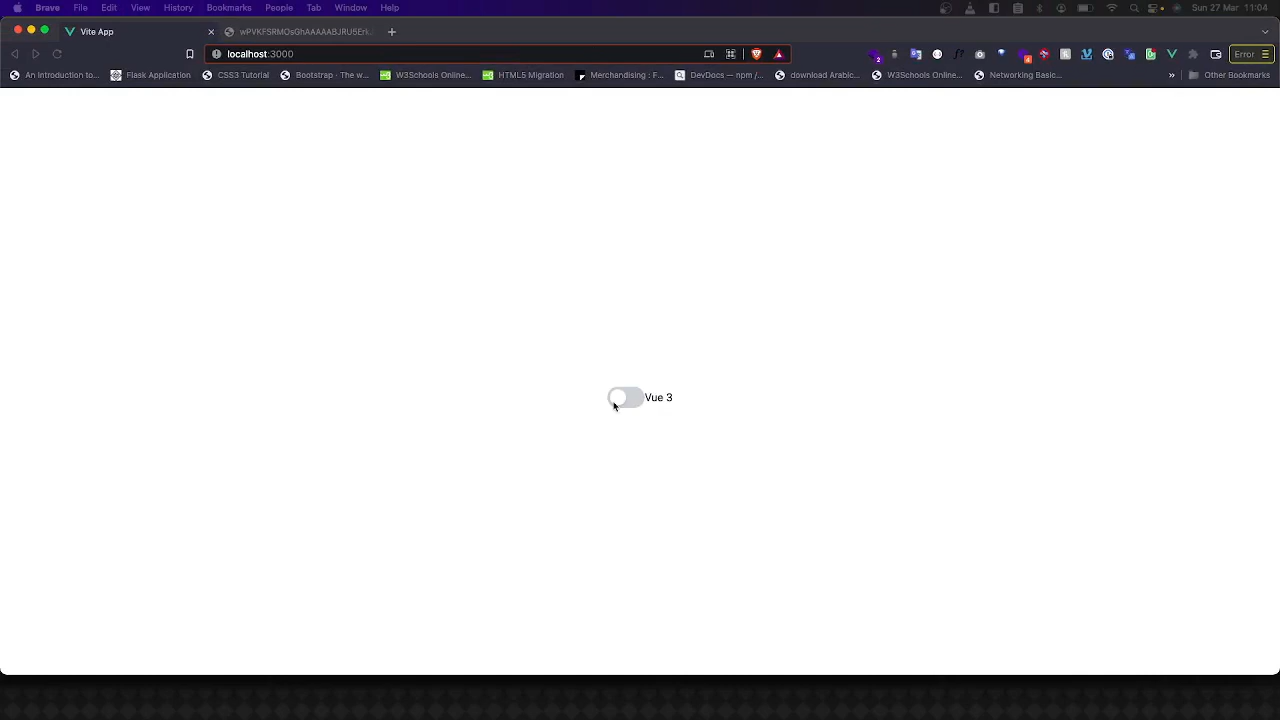 Brave File Edit View History Bookmarks People Tab Window Help Sun 27 Mar 11:04
Vite App
localhost:3000 Error
An Introduction to... Flask Application CSS3 Tutorial Bootstrap · The w... W3Schools Online... HTML5 Migration Merchandising : F... DevDocs — npm /... download Arabic... W3Schools Online... Networking Basic... » Other Bookmarks
Vue 3